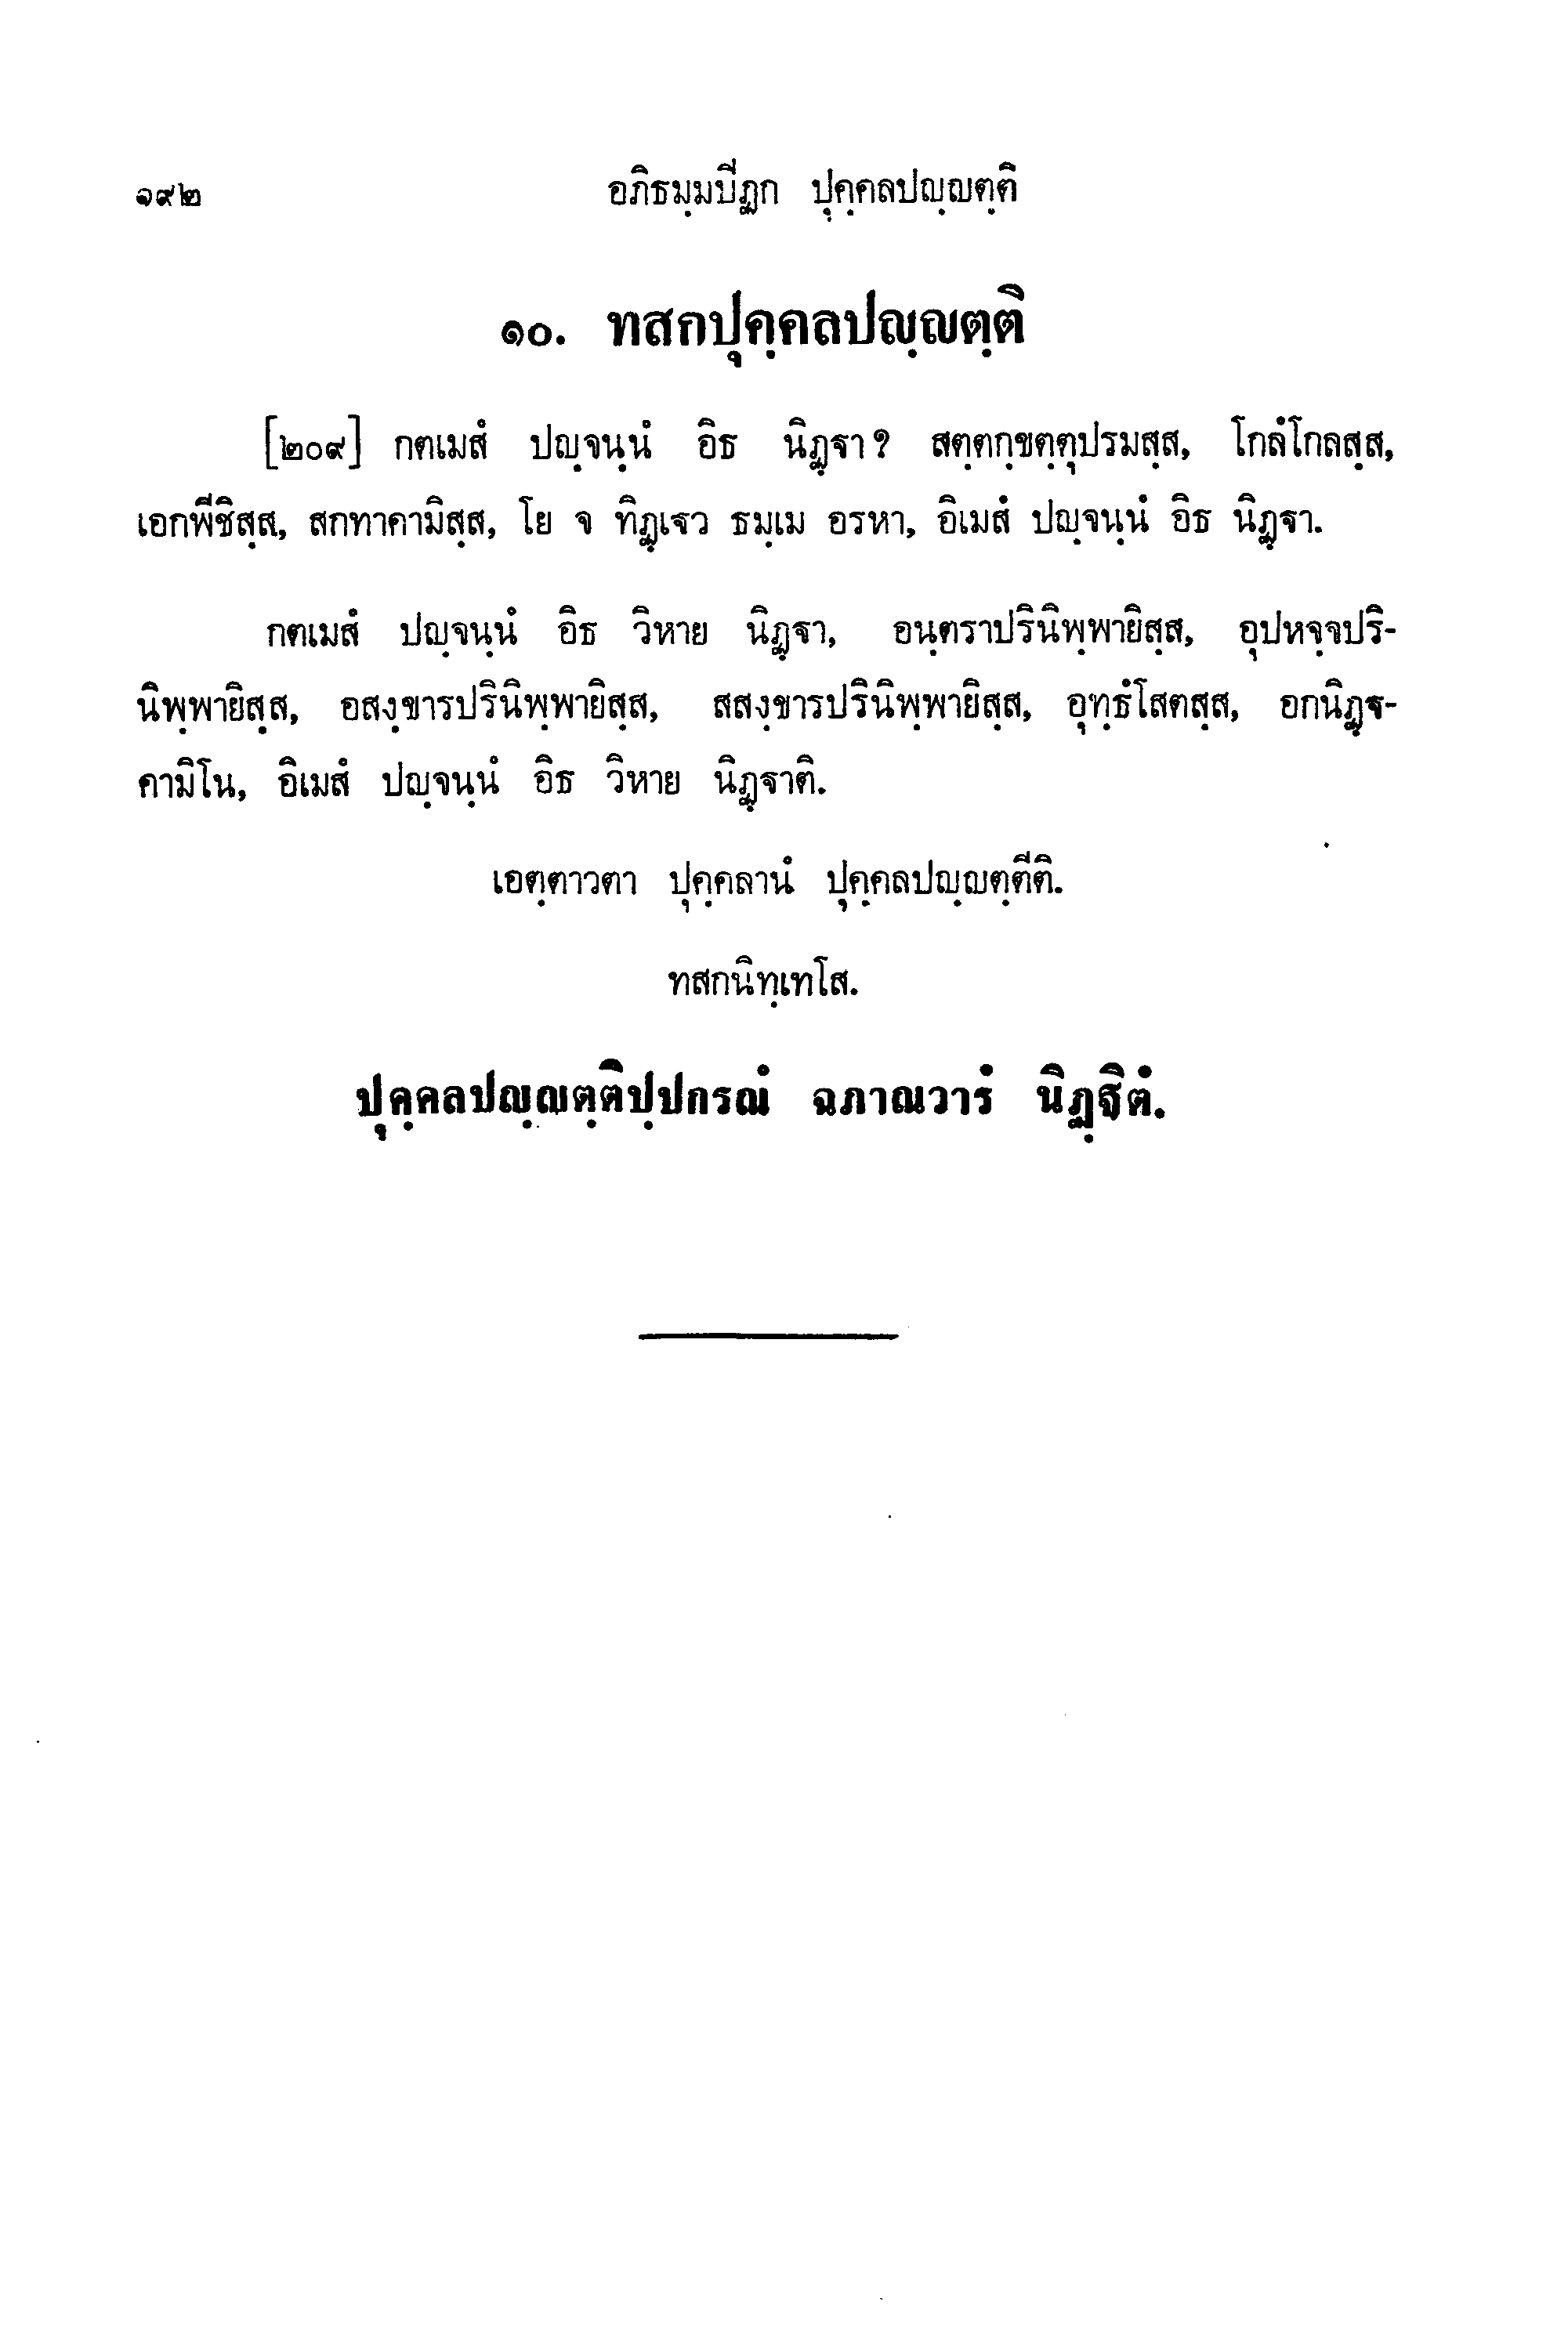 ๑๙๒ อภิธมฺมปีฏก ปุคฺคลปญฺญตฺติ
๑๐. ทสกปุคฺคลปญฺญตฺติ
[๒๐๙] กตเมสํ ปญฺจนฺนํ อิธ นิฏฺฐา? สตฺตกฺขตฺตุปรมสฺส, โกลํโกลสฺส,
เอกพีชิสฺส, สกทาคามิสฺส, โย จ ทิฏฺเฐว ธมฺเม อรหา, อิเมสํ ปญฺจนฺนํ อิธ นิฏฺฐา.
กตเมสํ ปญฺจนฺนํ อิธ วิหาย นิฏฺฐา, อนฺตราปรินิพฺพายิสฺส, อุปหจฺจปริ-
นิพฺพายิสฺส, อสงฺขารปรินิพฺพายิสฺส, สสงฺขารปรินิพฺพายิสฺส, อุทฺธํโสตสฺส, อกนิฏฺฐ-
คามิโน, อิเมสํ ปญฺจนฺนํ อิธ วิหาย นิฏฺฐาติ.
เอตฺตาวตา ปุคฺคลานํ ปุคฺคลปญฺญตฺตีติ.
ทสกนิทฺเทโส.
ปุคฺคลปญฺญตฺติปฺปกรณํ ฉภาณวารํ นิฏฺฐิตํ.